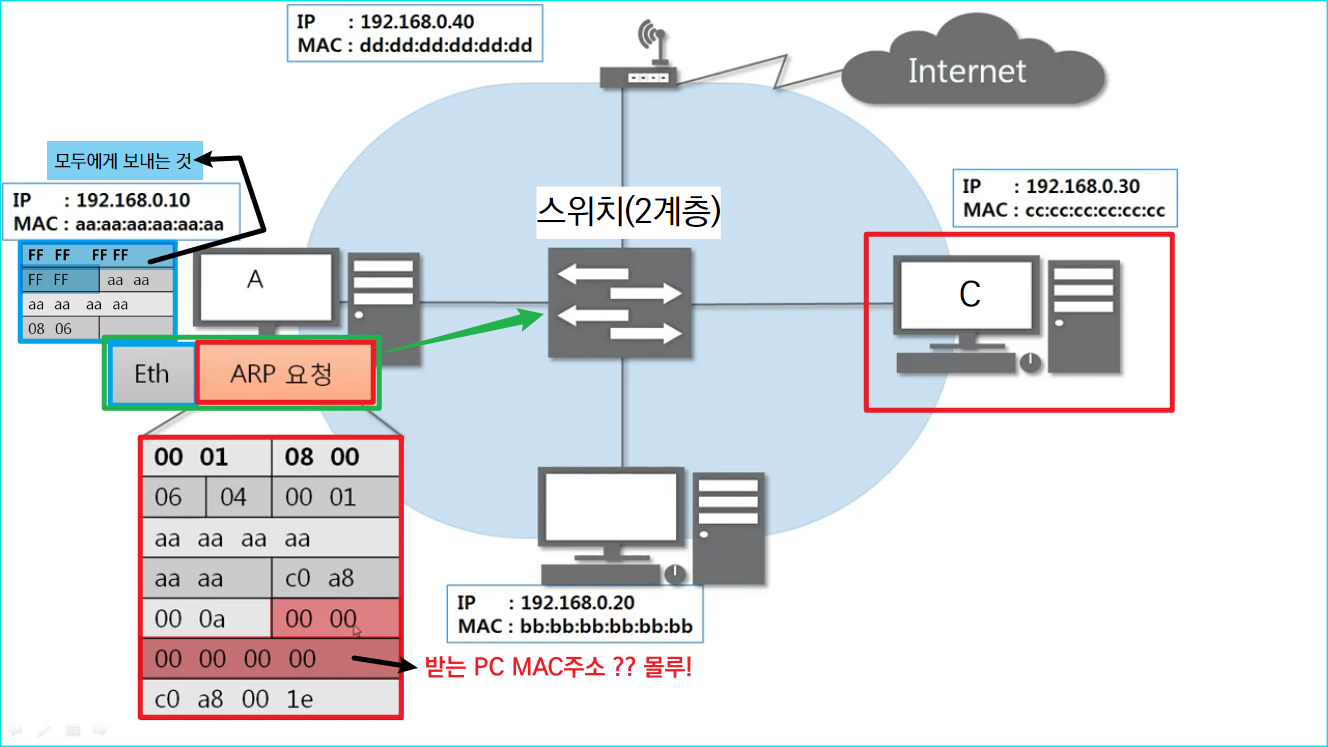 IP : 192.168.0.40
MAC : dd:dd:dd:dd:dd:dd
Internet
모두에게 보내는 것
IP : 192.168.0.10
MAC : aa:aa:aa:aa:aa:aa
FF FF FF FF
FF FF aa aa
aa aa aa aa
08 06
A
스위치(2계층)
IP : 192.168.0.30
MAC : cc:cc:cc:cc:cc:cc
C
Eth ARP 요청
00 01 08 00
06 04 00 01
aa aa aa aa
aa aa c0 a8
00 0a 00 00
00 00 00 00
c0 a8 00 1e
받는 PC MAC주소 ?? 몰루!
IP : 192.168.0.20
MAC : bb:bb:bb:bb:bb:bb